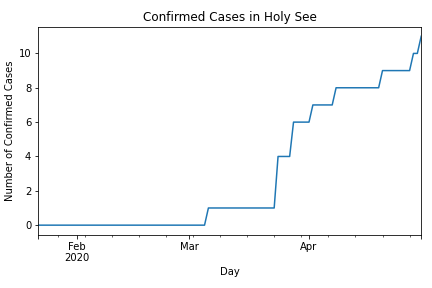 Confirmed Cases in Holy See
Number of Confirmed Cases
10
8
6
4
2
0
Feb
2020
Mar
Apr
Day